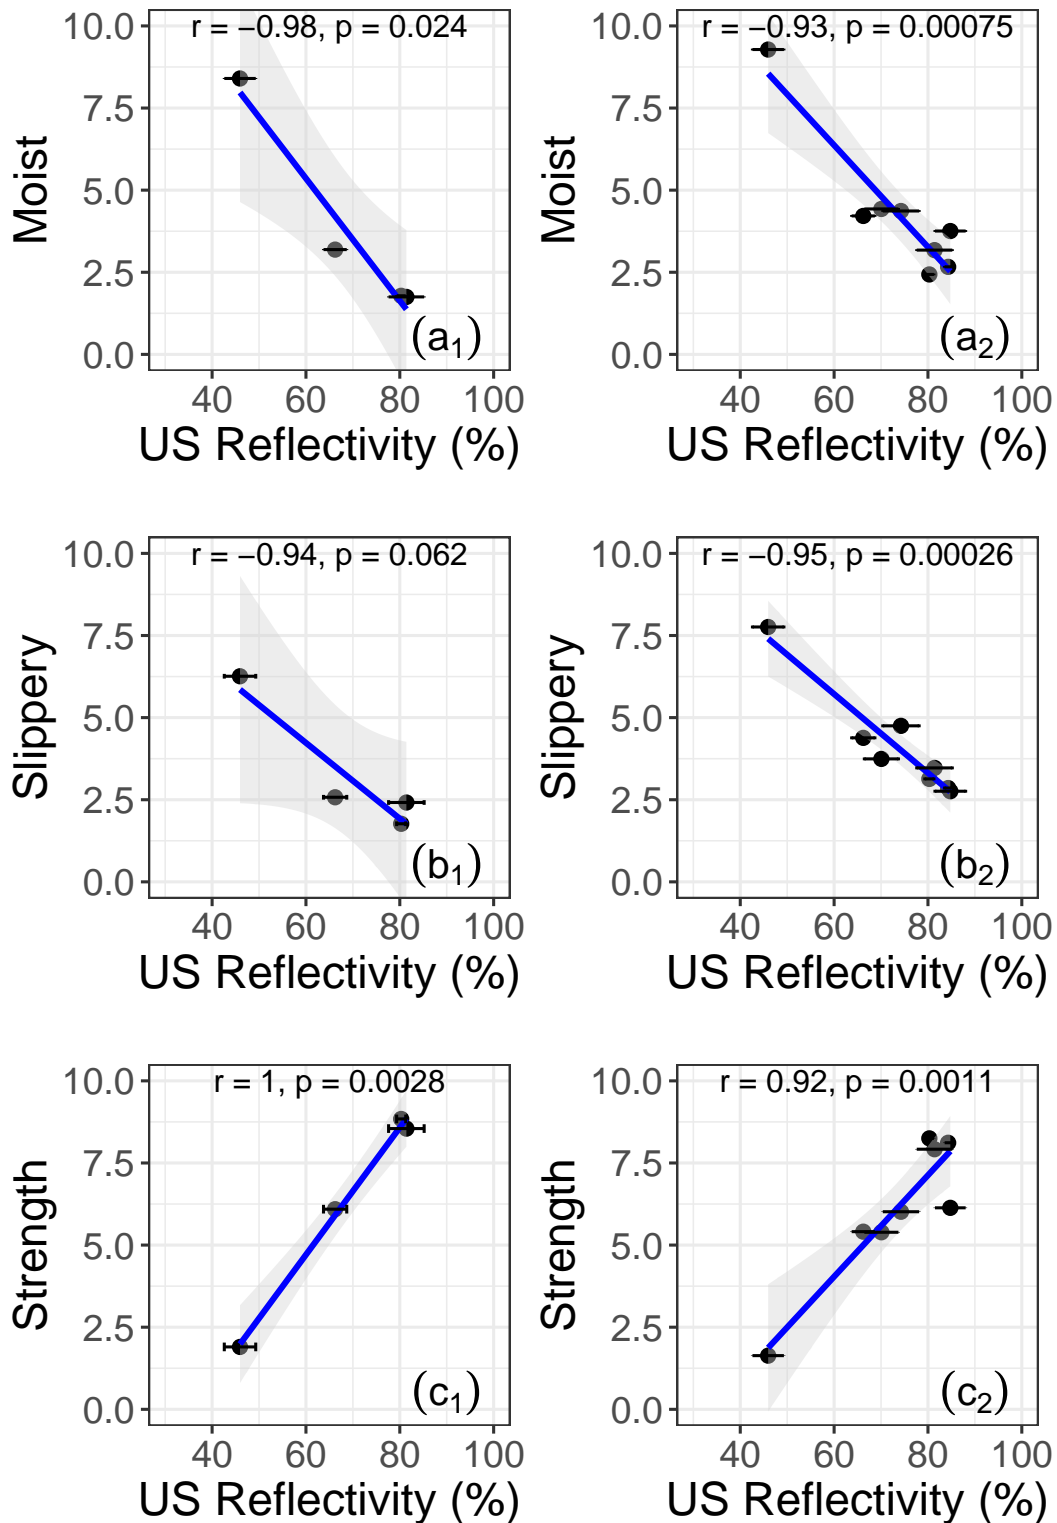 r = −0.98, p = 0.024
10.0
7.5
5.0
2.5
0.0
Moist
(a1)
40 60 80 100
US Reflectivity (%)
r = −0.93, p = 0.00075
10.0
7.5
5.0
2.5
0.0
Moist
(a2)
40 60 80 100
US Reflectivity (%)
r = −0.94, p = 0.062
10.0
7.5
5.0
2.5
0.0
Slippery
(b1)
40 60 80 100
US Reflectivity (%)
r = −0.95, p = 0.00026
10.0
7.5
5.0
2.5
0.0
Slippery
(b2)
40 60 80 100
US Reflectivity (%)
r = 1, p = 0.0028
10.0
7.5
5.0
2.5
0.0
Strength
(c1)
40 60 80 100
US Reflectivity (%)
r = 0.92, p = 0.0011
10.0
7.5
5.0
2.5
0.0
Strength
(c2)
40 60 80 100
US Reflectivity (%)